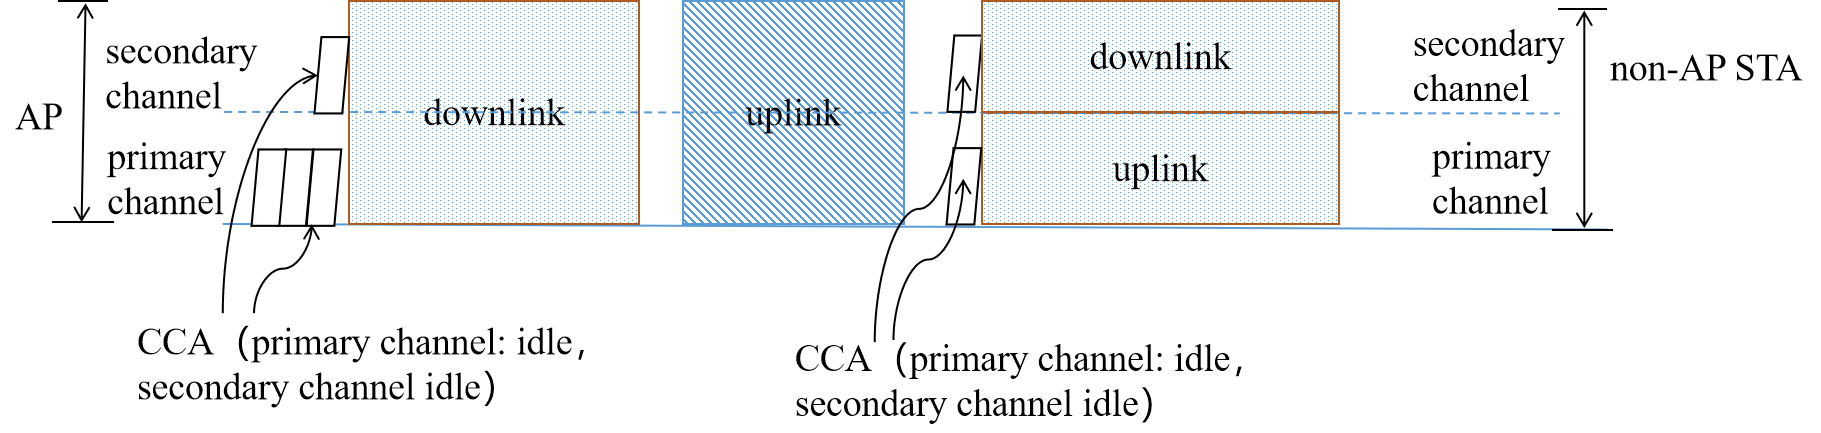 AP
secondary
channel
primary
channel
downlink
uplink
downlink
uplink
secondary
channel
primary
channel
non-AP STA
CCA（primary channel: idle，
secondary channel idle）
CCA（primary channel: idle，
secondary channel idle）